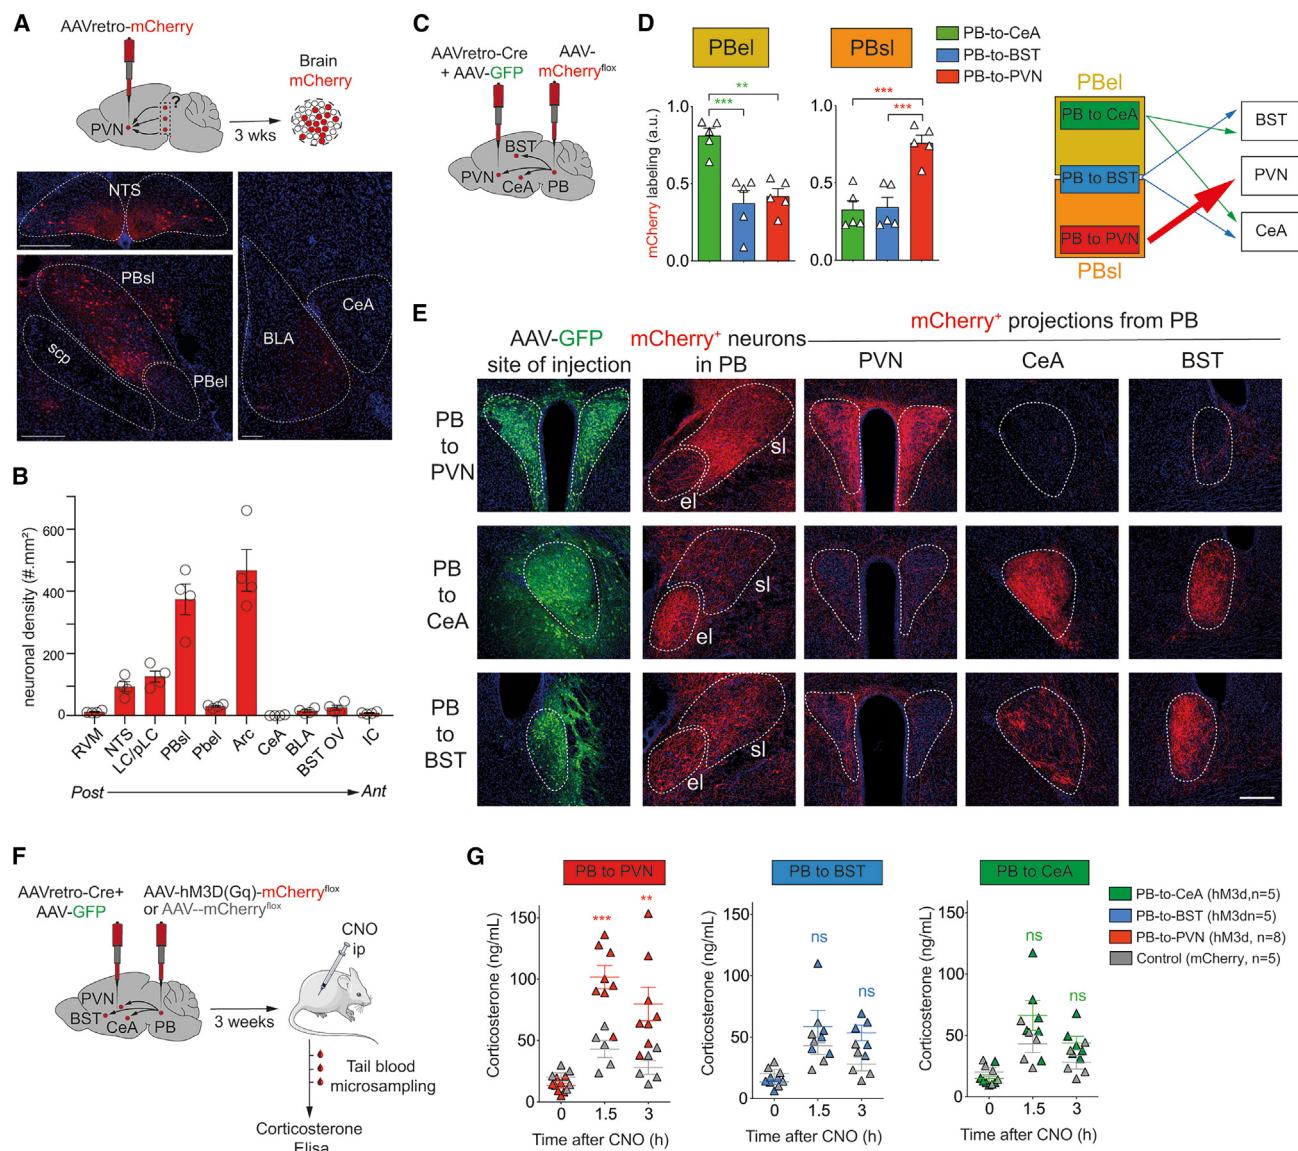 A
AAVretro-mCherry
?
PVN
3 wks
Brain
mCherry
NTS
PBsl
scp
PBel
BLA
CeA
B
neuronal density (#.mm²)
600
400
200
0
RVM
NTS
LC/pLC
PBsl
Pbel
Arc
CeA
BLA
BST OV
IC
Post
Ant
C
AAVretro-Cre
+ AAV-GFP
AAV-
mCherryflox
BST
PVN
CeA
PB
D
PBel
PBsl
PB-to-CeA
PB-to-BST
PB-to-PVN
mCherry labeling (a.u.)
1.0
0.5
0.0
***
**
1.0
0.5
0.0
***
***
PBel
PB to CeA
PB to BST
PB to PVN
PBsl
BST
PVN
CeA
E
AAV-GFP
site of injection
mCherry+ neurons
in PB
mCherry+ projections from PB
PVN
CeA
BST
PB
to
PVN
sl
el
PB
to
CeA
sl
el
PB
to
BST
sl
el
F
AAVretro-Cre+
AAV-GFP
AAV-hM3D(Gq)-mCherryflox
or AAV--mCherryflox
PVN
BST
CeA
PB
3 weeks
CNO
ip
Tail blood
microsampling
Corticosterone
Elisa
G
PB to PVN
PB to BST
PB to CeA
Corticosterone (ng/mL)
150
100
50
0
***
**
0
1.5
3
Time after CNO (h)
Corticosterone (ng/mL)
150
100
50
0
ns
ns
0
1.5
3
Time after CNO (h)
Corticosterone (ng/mL)
150
100
50
0
ns
ns
0
1.5
3
Time after CNO (h)
PB-to-CeA (hM3d,n=5)
PB-to-BST (hM3dn=5)
PB-to-PVN (hM3d, n=8)
Control (mCherry, n=5)